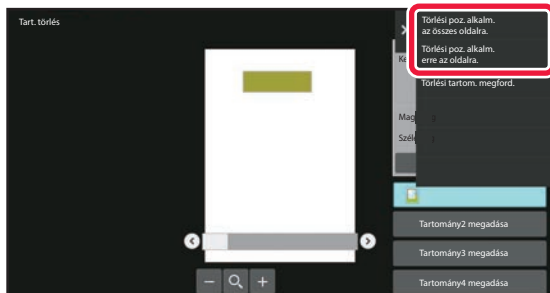 Tart. törlés
Törlési poz. alkalm.
az összes oldalra.
Törlési poz. alkalm.
erre az oldalra.
Törlési tartom. megford.
Tartomány2 megadása
Tartomány3 megadása
Tartomány4 megadása